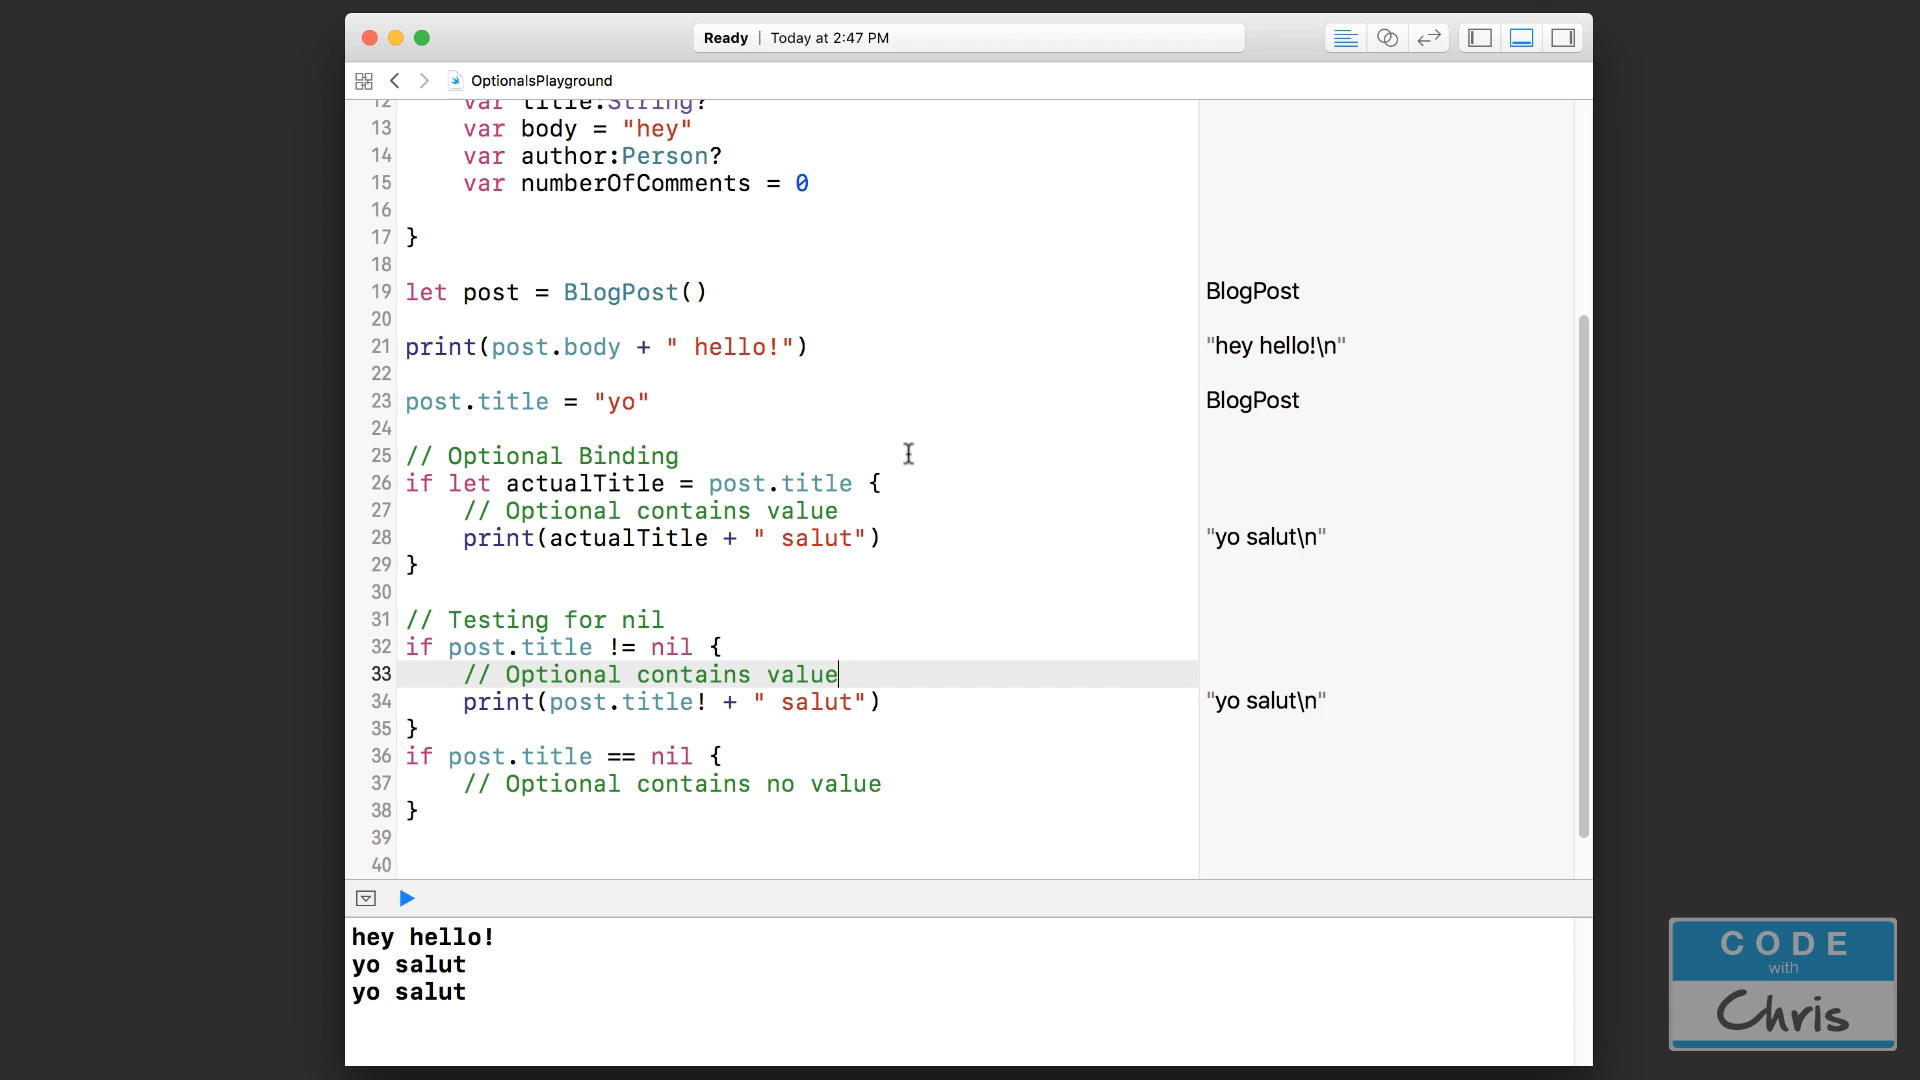 Ready | Today at 2:47 PM
OptionalsPlayground
12 var title:String?
13 var body = "hey"
14 var author:Person?
15 var numberOfComments = 0
16
17 }
18
19 let post = BlogPost() BlogPost
20
21 print(post.body + " hello!") "hey hello!\n"
22
23 post.title = "yo" BlogPost
24
25 // Optional Binding
26 if let actualTitle = post.title {
27 // Optional contains value
28 print(actualTitle + " salut") "yo salut\n"
29 }
30
31 // Testing for nil
32 if post.title != nil {
33 // Optional contains value
34 print(post.title! + " salut") "yo salut\n"
35 }
36 if post.title == nil {
37 // Optional contains no value
38 }
39
40
hey hello!
yo salut
yo salut
CODE
with
Chris